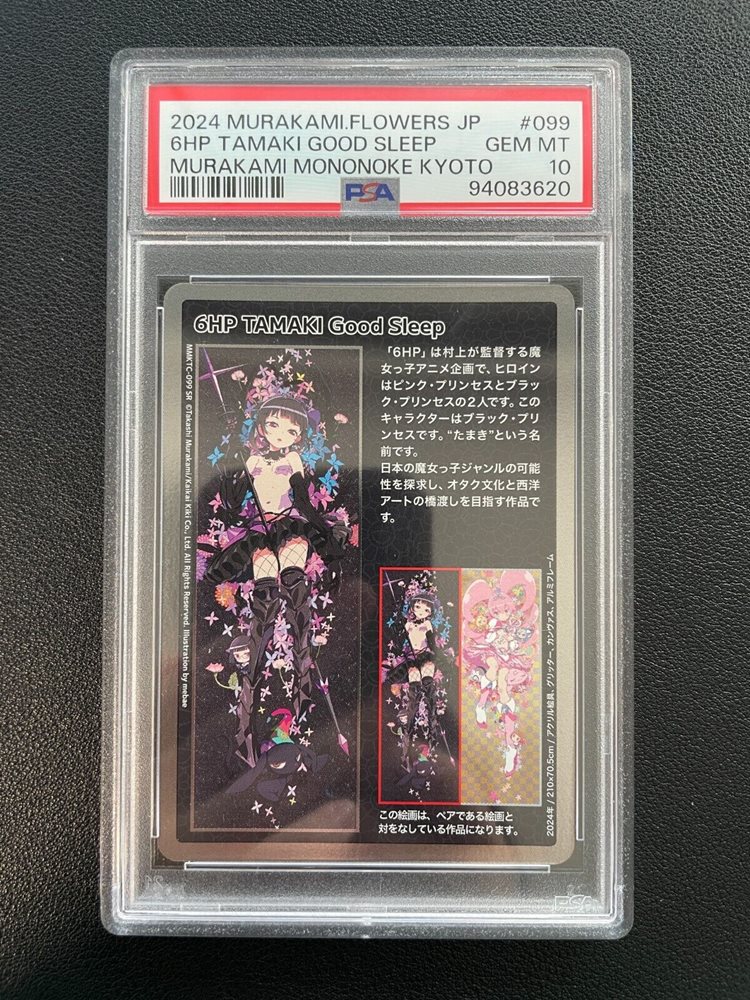 2024 MURAKAMI.FLOWERS JP #099
6HP TAMAKI GOOD SLEEP GEM MT
MURAKAMI MONONOKE KYOTO 10
PSA 94083620
6HP TAMAKI Good Sleep
「6HP」は村上が監督する魔
女っ子アニメ企画で、ヒロイン
はピンク・プリンセスとブラッ
ク・プリンセスの2人です。この
キャラクターはブラック・プリ
ンセスです。“たまき”という名
前です。
日本の魔女っ子ジャンルの可能
性を探求し、オタク文化と西洋
アートの橋渡しを目指す作品で
す。
MMKTC-099 SR ©Takashi Murakami/Kaikai Kiki Co., Ltd. All Rights Reserved. Illustration by mebae
2024年 / 210×70.5cm / アクリル絵具、グリッター、カンヴァス、アルミフレーム
この絵画は、ペアである絵画と
対をなしている作品になります。
PSA